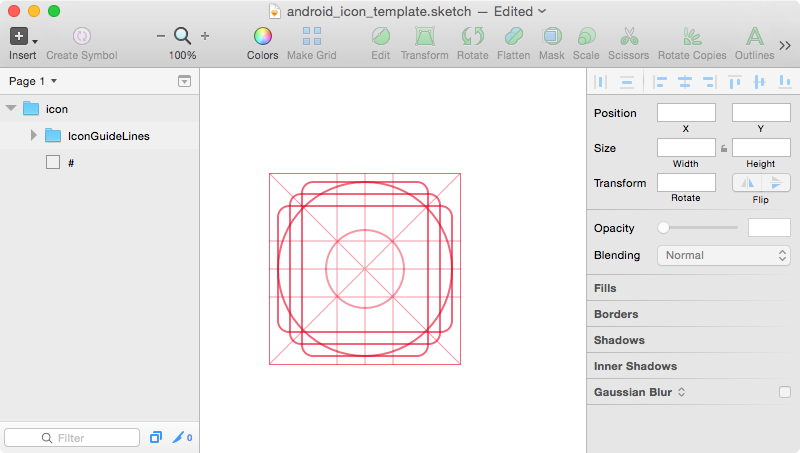 android_icon_template.sketch — Edited
Insert Create Symbol 100% Colors Make Grid Edit Transform Rotate Flatten Mask Scale Scissors Rotate Copies Outlines
Page 1
icon
IconGuideLines
#
Filter
0
Position
X Y
Size
Width Height
Transform
Rotate Flip
Opacity
Blending Normal
Fills
Borders
Shadows
Inner Shadows
Gaussian Blur